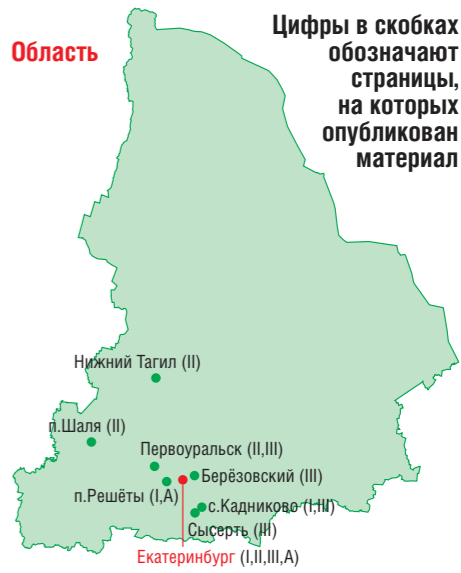 Область
Цифры в скобках
обозначают
страницы,
на которых
опубликован
материал
Нижний Тагил (II)
п.Шаля (II)
Первоуральск (II,III)
Берёзовский (III)
п.Решёты (I,A)
с.Кадниково (I,III)
Сысерть (III)
Екатеринбург (I,II,III,A)